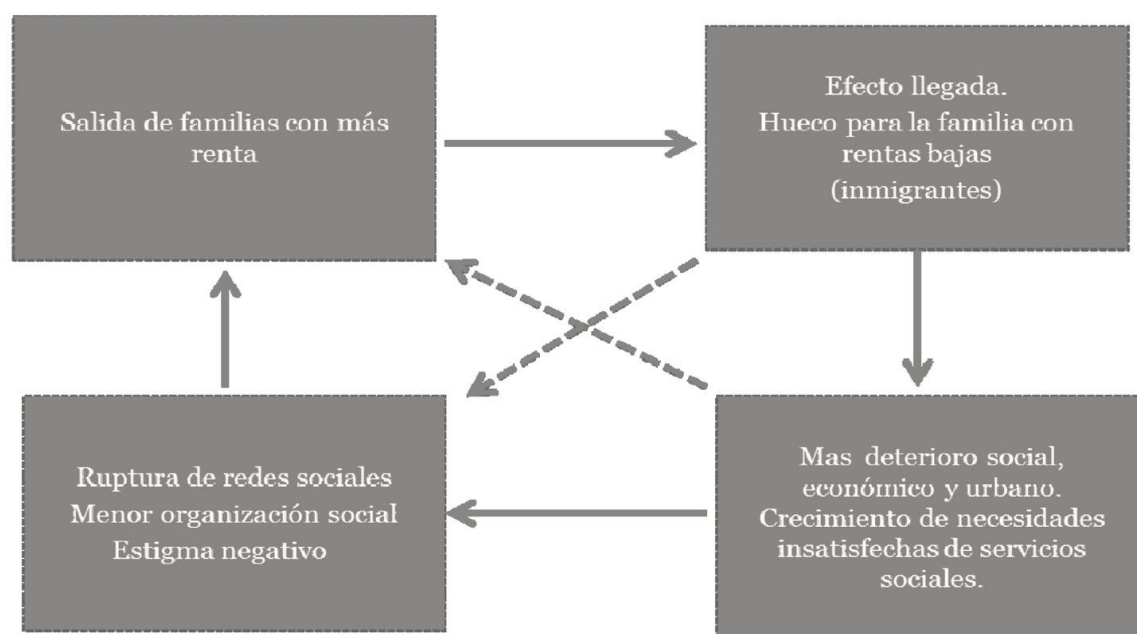 Salida de familias con más
renta
Efecto llegada.
Hueco para la familia con
rentas bajas
(inmigrantes)
Ruptura de redes sociales
Menor organización social
Estigma negativo
Mas deterioro social,
económico y urbano.
Crecimiento de necesidades
insatisfechas de servicios
sociales.